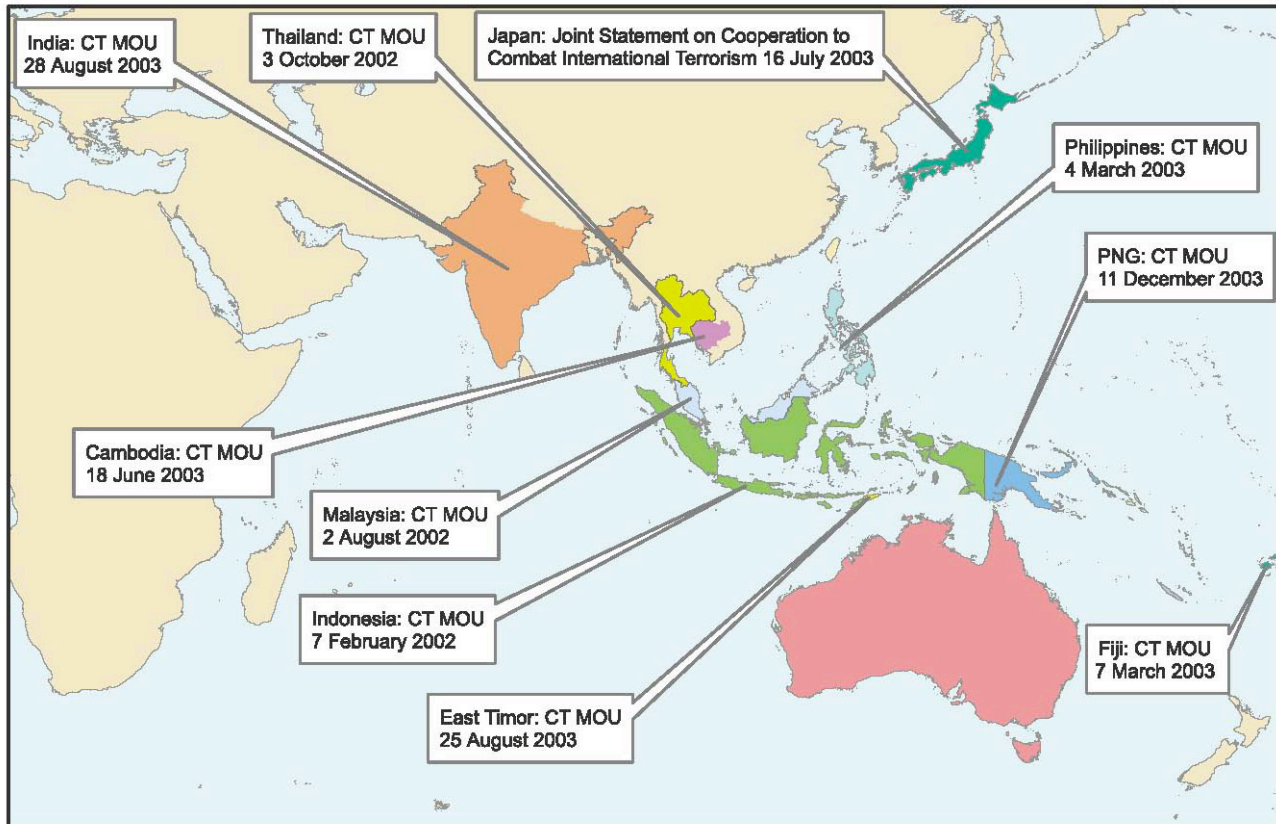 India: CT MOU
28 August 2003
Thailand: CT MOU
3 October 2002
Japan: Joint Statement on Cooperation to
Combat International Terrorism 16 July 2003
Philippines: CT MOU
4 March 2003
PNG: CT MOU
11 December 2003
Cambodia: CT MOU
18 June 2003
Malaysia: CT MOU
2 August 2002
Indonesia: CT MOU
7 February 2002
Fiji: CT MOU
7 March 2003
East Timor: CT MOU
25 August 2003